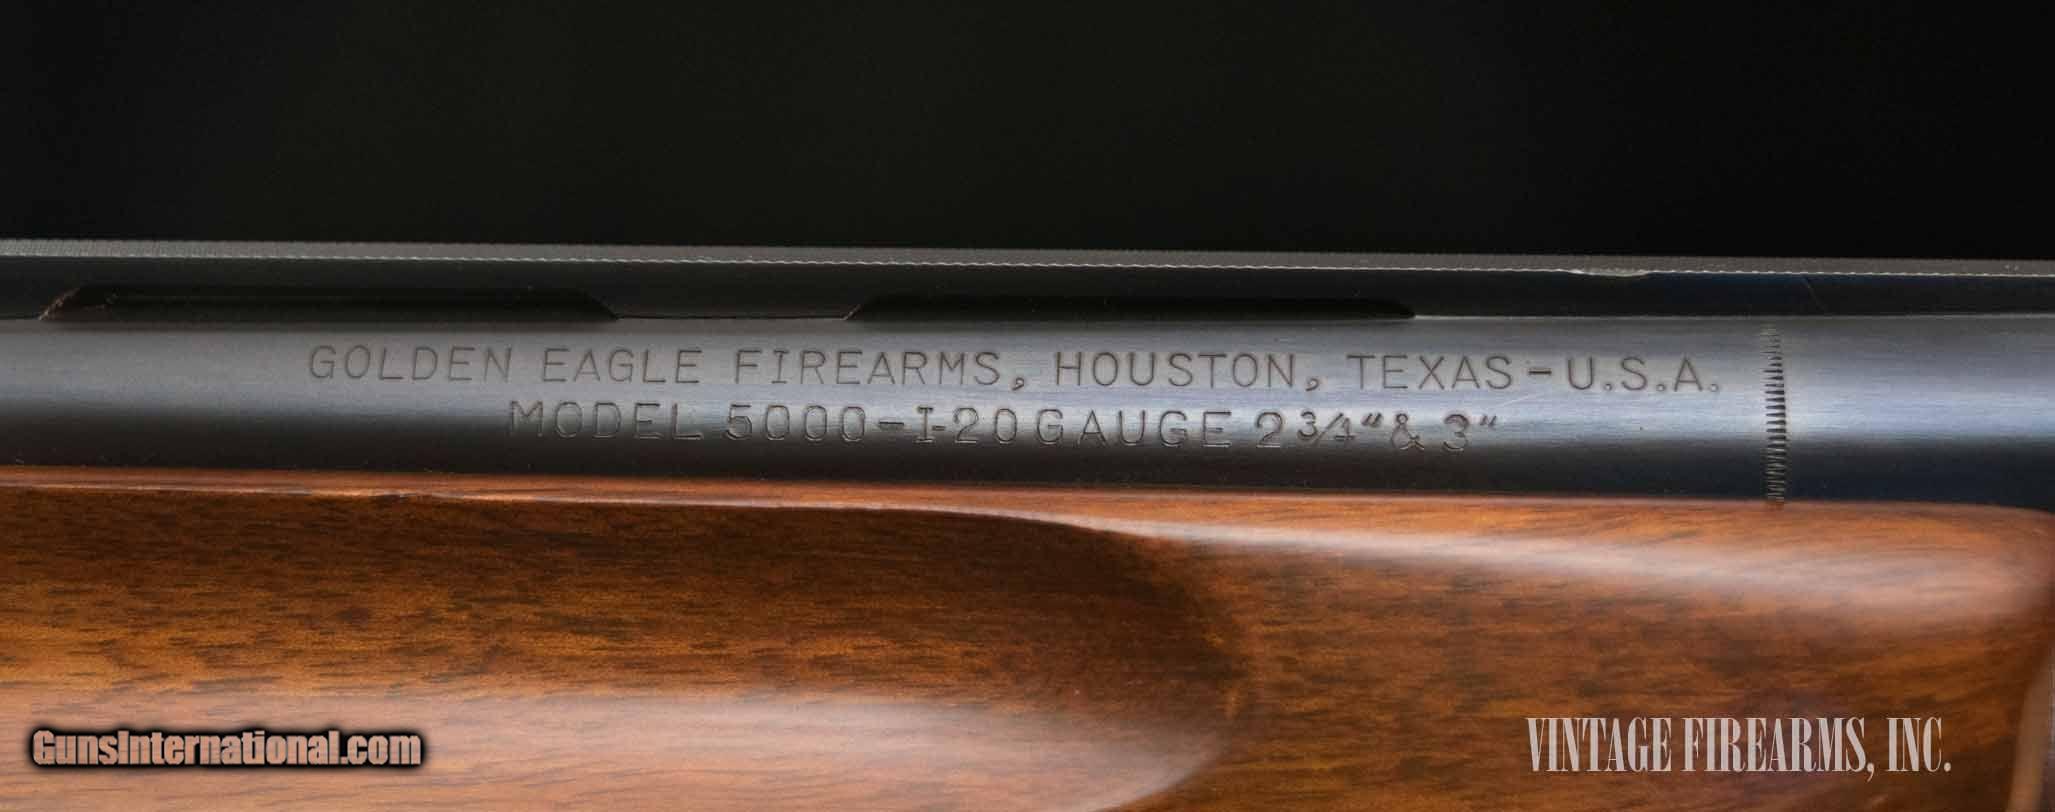 GOLDEN EAGLE FIREARMS, HOUSTON, TEXAS-U.S.A.
MODEL 5000-I-20 GAUGE 2¾" & 3"
GunsInternational.com
VINTAGE FIREARMS, INC.